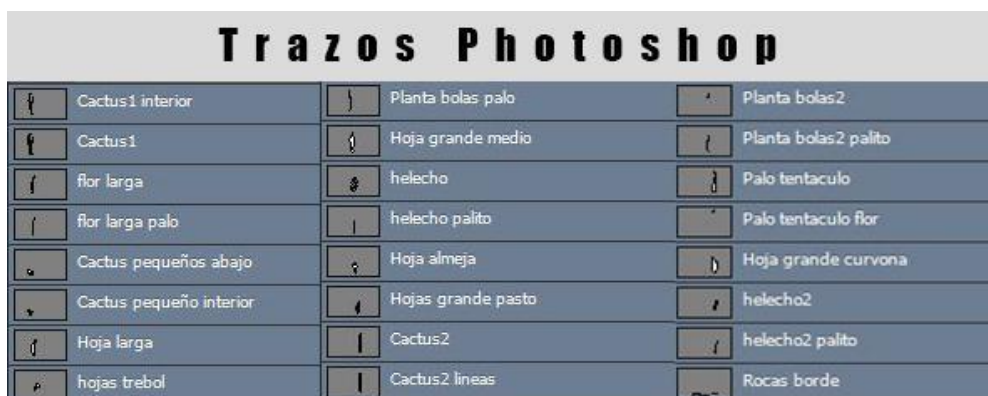 Trazos Photoshop
Cactus1 interior
Cactus1
flor larga
flor larga palo
Cactus pequeños abajo
Cactus pequeño interior
Hoja larga
hojas trebol
Planta bolas palo
Hoja grande medio
helecho
helecho palito
Hoja almeja
Hojas grande pasto
Cactus2
Cactus2 lineas
Planta bolas2
Planta bolas2 palito
Palo tentaculo
Palo tentaculo flor
Hoja grande curvona
helecho2
helecho2 palito
Rocas borde